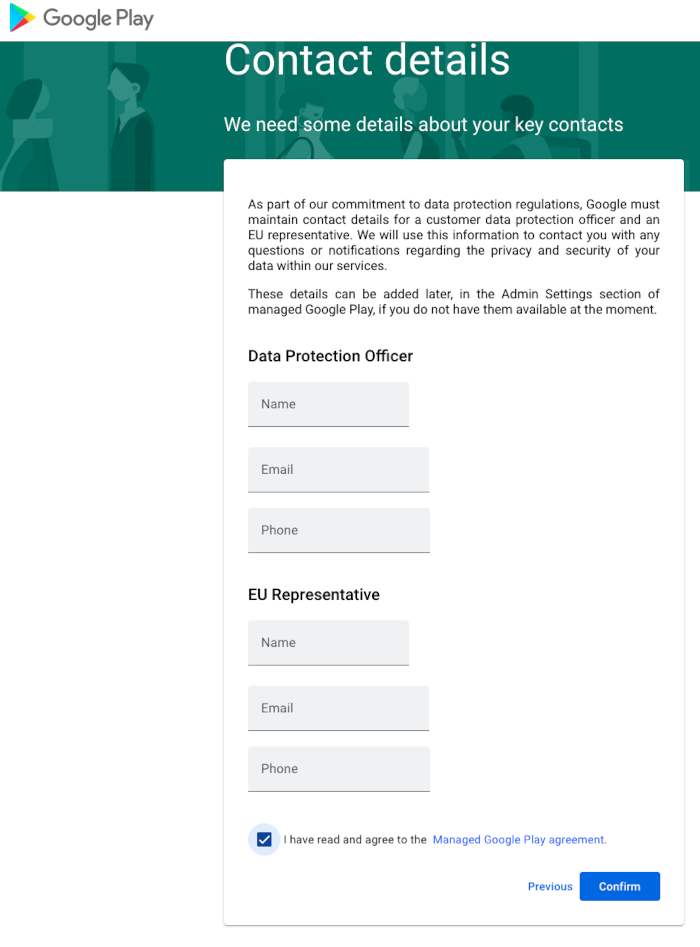 Google Play
Contact details
We need some details about your key contacts
As part of our commitment to data protection regulations, Google must
maintain contact details for a customer data protection officer and an
EU representative. We will use this information to contact you with any
questions or notifications regarding the privacy and security of your
data within our services.
These details can be added later, in the Admin Settings section of
managed Google Play, if you do not have them available at the moment.
Data Protection Officer
Name
Email
Phone
EU Representative
Name
Email
Phone
I have read and agree to the Managed Google Play agreement.
Previous Confirm